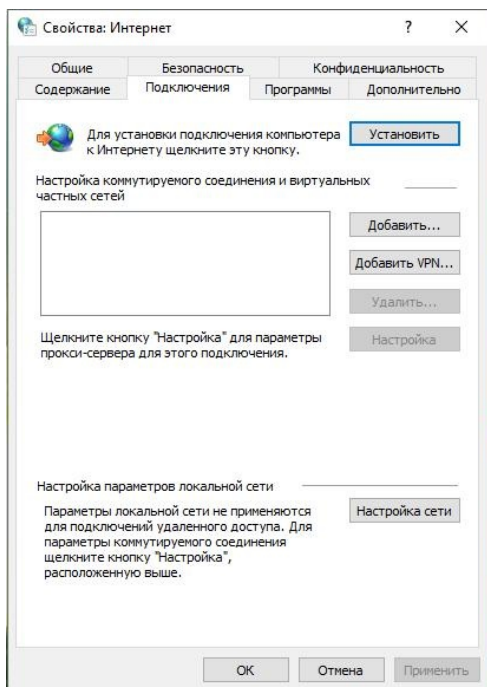 Свойства: Интернет
?
Общие
Безопасность
Конфиденциальность
Содержание
Подключения
Программы
Дополнительно
Для установки подключения компьютера
к Интернету щелкните эту кнопку.
Установить
Настройка коммутируемого соединения и виртуальных
частных сетей
Добавить...
Добавить VPN...
Удалить...
Настройка
Щелкните кнопку "Настройка" для параметры
прокси-сервера для этого подключения.
Настройка параметров локальной сети
Параметры локальной сети не применяются
для подключений удаленного доступа. Для
параметры коммутируемого соединения
щелкните кнопку "Настройка",
расположенную выше.
Настройка сети
ОК
Отмена
Применить